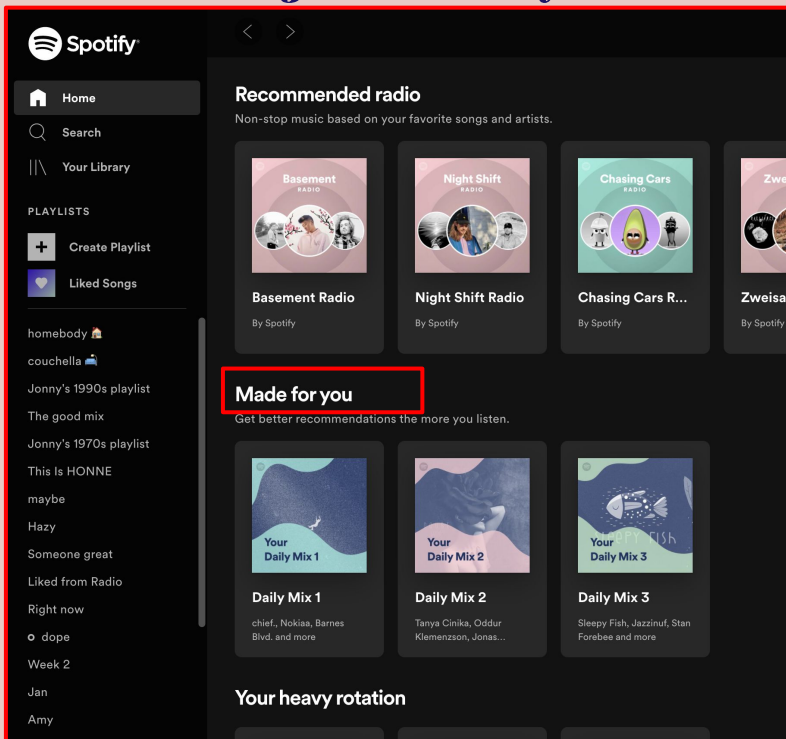 Spotify
Home
Search
Your Library
PLAYLISTS
Create Playlist
Liked Songs
homebody
couchella
Jonny's 1990s playlist
The good mix
Jonny's 1970s playlist
This Is HONNE
maybe
Hazy
Someone great
Liked from Radio
Right now
dope
Week 2
Jan
Amy
Recommended radio
Non-stop music based on your favorite songs and artists.
Basement
RADIO
Basement Radio
By Spotify
Night Shift
RADIO
Night Shift Radio
By Spotify
Chasing Cars
RADIO
Chasing Cars R...
By Spotify
Zwe
Zweisa
By Spotify
Made for you
Get better recommendations the more you listen.
Your
Daily Mix 1
Daily Mix 1
chief., Nokiaa, Barnes
Blvd. and more
Your
Daily Mix 2
Daily Mix 2
Tanya Cinika, Oddur
Klemenzson, Jonas...
SLEEPY FISH
Your
Daily Mix 3
Daily Mix 3
Sleepy Fish, Jazzinuf, Stan
Forebee and more
Your heavy rotation